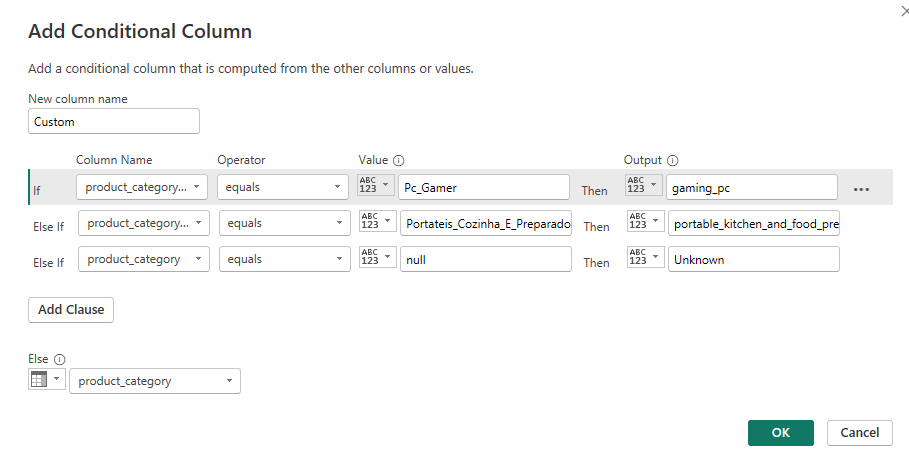 Add Conditional Column
Add a conditional column that is computed from the other columns or values.
New column name
Custom
Column Name Operator Value Output
If product_category... equals ABC 123 Pc_Gamer Then ABC 123 gaming_pc ...
Else If product_category... equals ABC 123 Portateis_Cozinha_E_Preparado Then ABC 123 portable_kitchen_and_food_pre
Else If product_category equals ABC 123 null Then ABC 123 Unknown
Add Clause
Else
product_category
OK Cancel